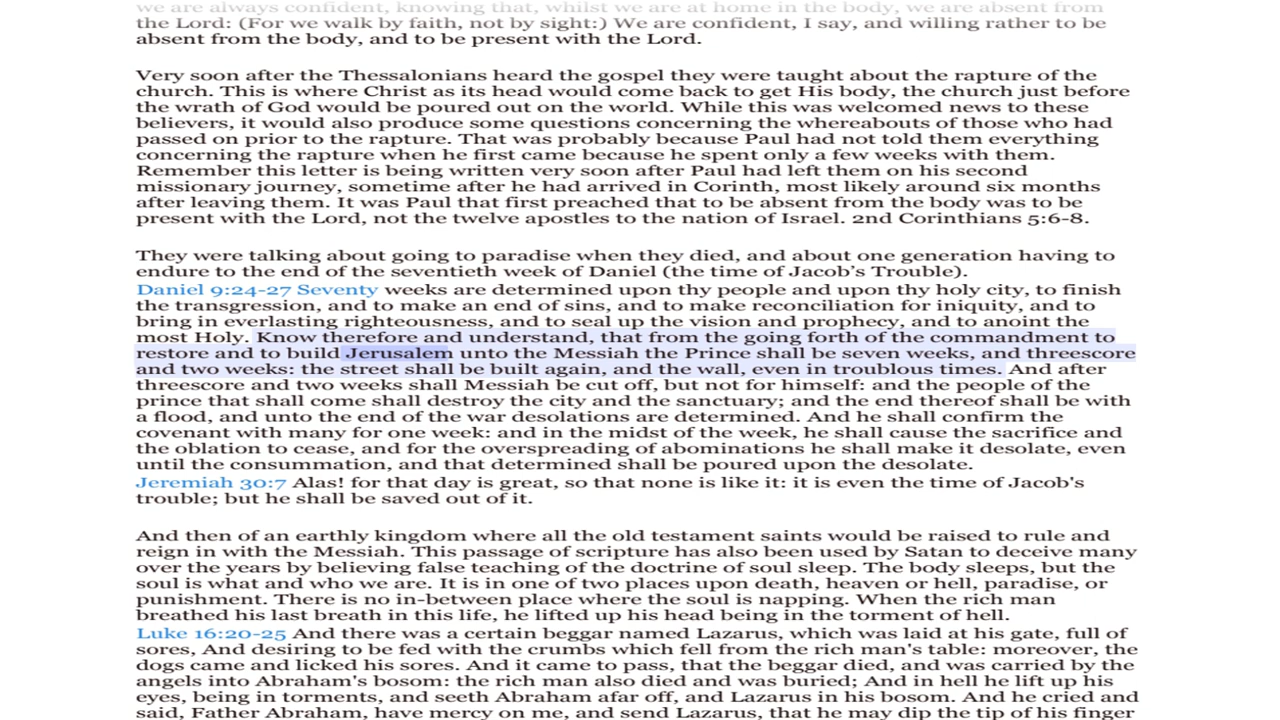 we are always confident, knowing that, whilst we are at home in the body, we are absent from
the Lord: (For we walk by faith, not by sight:) We are confident, I say, and willing rather to be
absent from the body, and to be present with the Lord.
Very soon after the Thessalonians heard the gospel they were taught about the rapture of the
church. This is where Christ as its head would come back to get His body, the church just before
the wrath of God would be poured out on the world. While this was welcomed news to these
believers, it would also produce some questions concerning the whereabouts of those who had
passed on prior to the rapture. That was probably because Paul had not told them everything
concerning the rapture when he first came because he spent only a few weeks with them.
Remember this letter is being written very soon after Paul had left them on his second
missionary journey, sometime after he had arrived in Corinth, most likely around six months
after leaving them. It was Paul that first preached that to be absent from the body was to be
present with the Lord, not the twelve apostles to the nation of Israel. 2nd Corinthians 5:6-8.
They were talking about going to paradise when they died, and about one generation having to
endure to the end of the seventieth week of Daniel (the time of Jacob’s Trouble).
Daniel 9:24-27 Seventy weeks are determined upon thy people and upon thy holy city, to finish
the transgression, and to make an end of sins, and to make reconciliation for iniquity, and to
bring in everlasting righteousness, and to seal up the vision and prophecy, and to anoint the
most Holy. Know therefore and understand, that from the going forth of the commandment to
restore and to build Jerusalem unto the Messiah the Prince shall be seven weeks, and threescore
and two weeks: the street shall be built again, and the wall, even in troublous times. And after
threescore and two weeks shall Messiah be cut off, but not for himself: and the people of the
prince that shall come shall destroy the city and the sanctuary; and the end thereof shall be with
a flood, and unto the end of the war desolations are determined. And he shall confirm the
covenant with many for one week: and in the midst of the week, he shall cause the sacrifice and
the oblation to cease, and for the overspreading of abominations he shall make it desolate, even
until the consummation, and that determined shall be poured upon the desolate.
Jeremiah 30:7 Alas! for that day is great, so that none is like it: it is even the time of Jacob's
trouble; but he shall be saved out of it.
And then of an earthly kingdom where all the old testament saints would be raised to rule and
reign in with the Messiah. This passage of scripture has also been used by Satan to deceive many
over the years by believing false teaching of the doctrine of soul sleep. The body sleeps, but the
soul is what and who we are. It is in one of two places upon death, heaven or hell, paradise, or
punishment. There is no in-between place where the soul is napping. When the rich man
breathed his last breath in this life, he lifted up his head being in the torment of hell.
Luke 16:20-25 And there was a certain beggar named Lazarus, which was laid at his gate, full of
sores, And desiring to be fed with the crumbs which fell from the rich man's table: moreover, the
dogs came and licked his sores. And it came to pass, that the beggar died, and was carried by the
angels into Abraham's bosom: the rich man also died and was buried; And in hell he lift up his
eyes, being in torments, and seeth Abraham afar off, and Lazarus in his bosom. And he cried and
said, Father Abraham, have mercy on me, and send Lazarus, that he may dip the tip of his finger